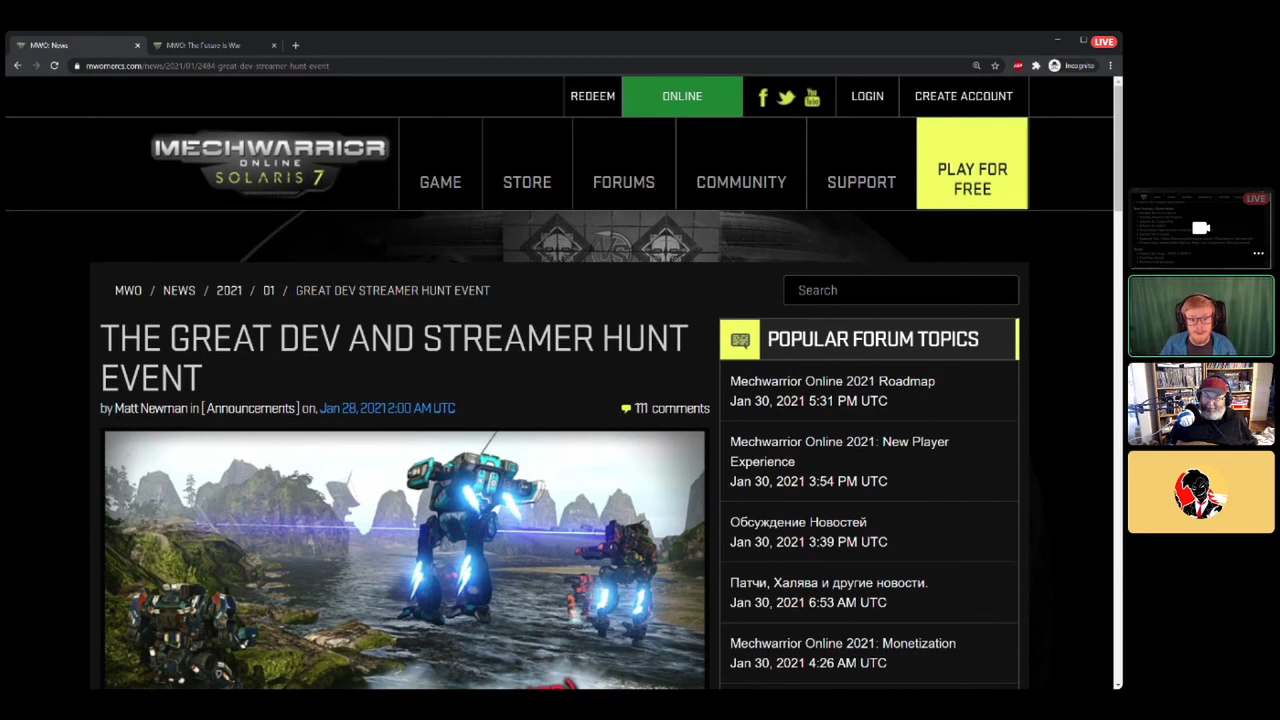 MWO: News
MWO: The Future Is War
LIVE
mwomercs.com/news/2021/01/2484-great-dev-streamer-hunt-event
Incognito
REDEEM
ONLINE
LOGIN
CREATE ACCOUNT
MECHWARRIOR
ONLINE
SOLARIS 7
GAME
STORE
FORUMS
COMMUNITY
SUPPORT
PLAY FOR
FREE
MWO / NEWS / 2021 / 01 / GREAT DEV STREAMER HUNT EVENT
Search
THE GREAT DEV AND STREAMER HUNT
EVENT
by Matt Newman in [Announcements] on, Jan 28, 2021 2:00 AM UTC
111 comments
POPULAR FORUM TOPICS
Mechwarrior Online 2021 Roadmap
Jan 30, 2021 5:31 PM UTC
Mechwarrior Online 2021: New Player
Experience
Jan 30, 2021 3:54 PM UTC
Обсуждение Новостей
Jan 30, 2021 3:39 PM UTC
Патчи, Халява и другие новости.
Jan 30, 2021 6:53 AM UTC
Mechwarrior Online 2021: Monetization
Jan 30, 2021 4:26 AM UTC
LIVE